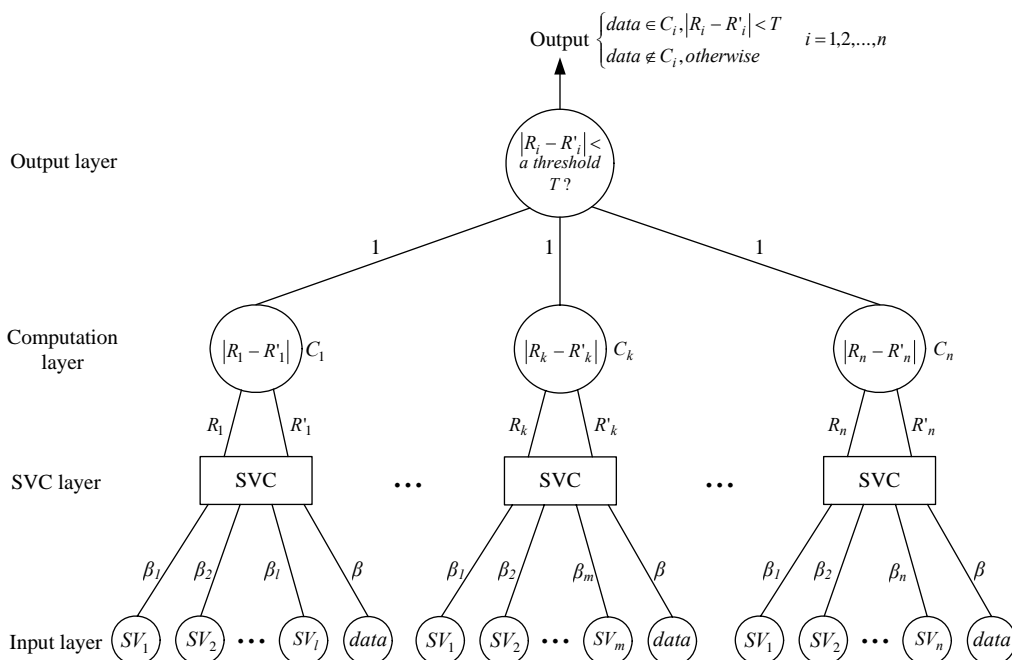 Output { data ∈ C_i, |R_i − R'_i| < T
data ∉ C_i, otherwise
i = 1,2,...,n
Output layer
|R_i − R'_i| <
a threshold
T ?
1 1 1
Computation
layer
|R_1 − R'_1| C_1 |R_k − R'_k| C_k |R_n − R'_n| C_n
R_1 R'_1 R_k R'_k R_n R'_n
SVC layer SVC ... SVC ... SVC
β_1 β_2 β_l β β_1 β_2 β_m β β_1 β_2 β_n β
Input layer SV_1 SV_2 ... SV_l data SV_1 SV_2 ... SV_m data SV_1 SV_2 ... SV_n data